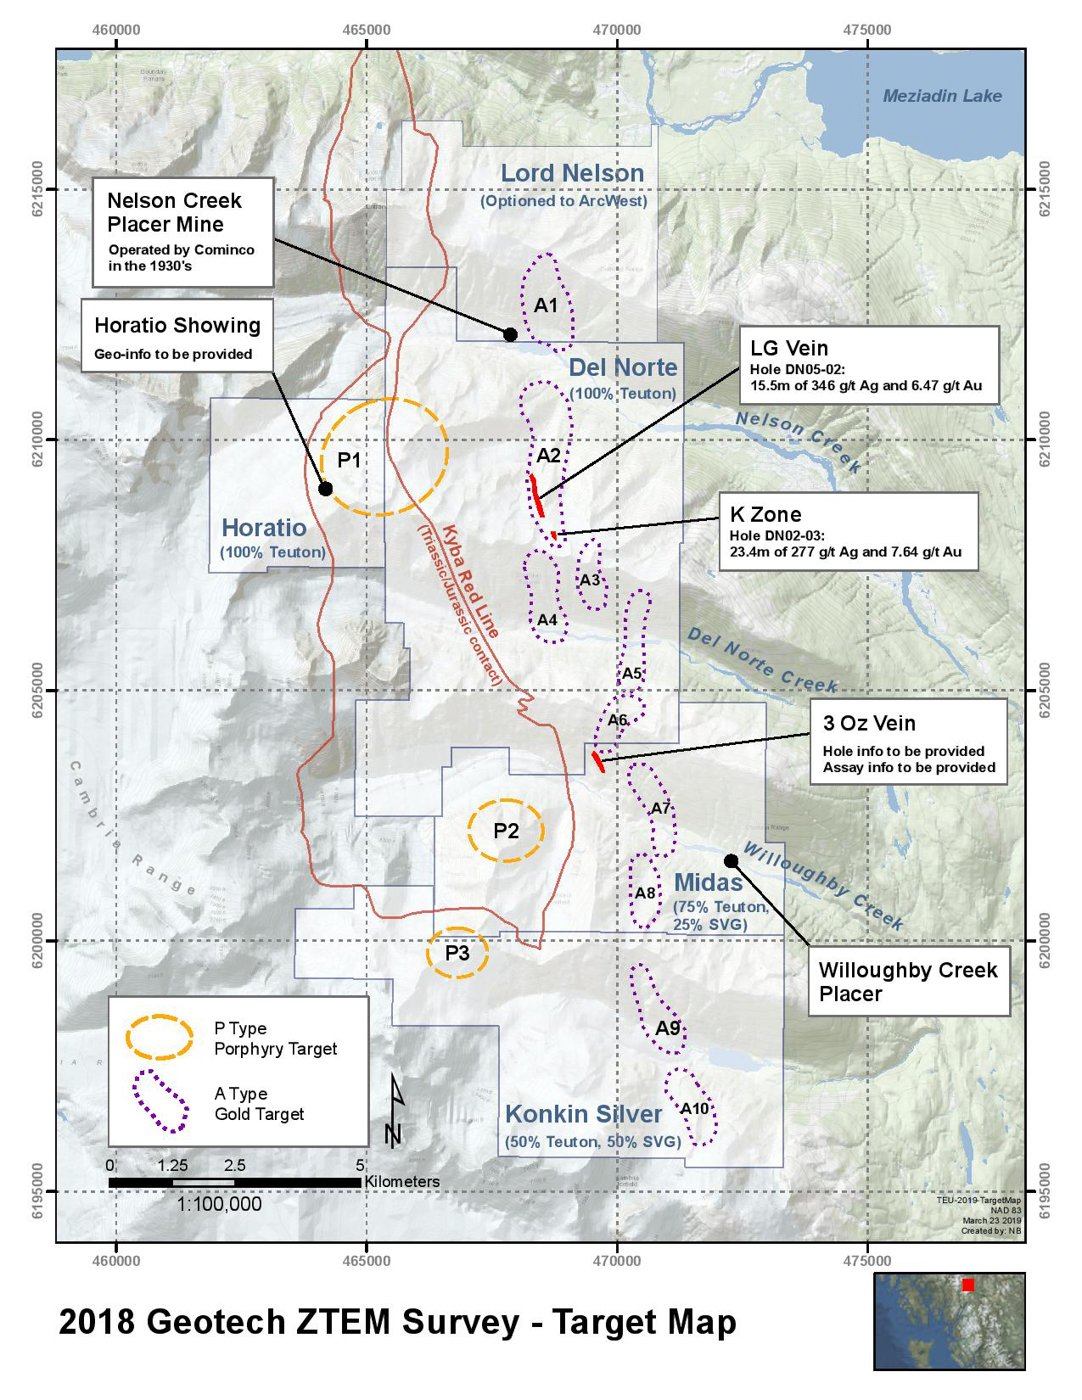 460000
465000
470000
475000
Meziadin Lake
6215000
6215000
Lord Nelson
(Optioned to ArcWest)
Nelson Creek
Placer Mine
Operated by Cominco
in the 1930's
A1
Horatio Showing
Geo-info to be provided
LG Vein
Hole DN05-02:
15.5m of 346 g/t Ag and 6.47 g/t Au
Del Norte
(100% Teuton)
Nelson Creek
6210000
6210000
P1
A2
K Zone
Hole DN02-03:
23.4m of 277 g/t Ag and 7.64 g/t Au
Horatio
(100% Teuton)
Kyba Red Line
(Triassic/Jurassic contact)
A3
A4
Del Norte Creek
A5
6205000
6205000
A6
3 Oz Vein
Hole info to be provided
Assay info to be provided
Cambria Range
A7
P2
Willoughby Creek
A8
Midas
(75% Teuton,
25% SVG)
6200000
6200000
P3
Willoughby Creek
Placer
P Type
Porphyry Target
A Type
Gold Target
A9
N
A10
Konkin Silver
(50% Teuton, 50% SVG)
0 1.25 2.5 5
Kilometers
1:100,000
6195000
6195000
TEU-2019-TargetMap
NAD 83
March 23 2019
Created by: NB
460000
465000
470000
475000
2018 Geotech ZTEM Survey - Target Map